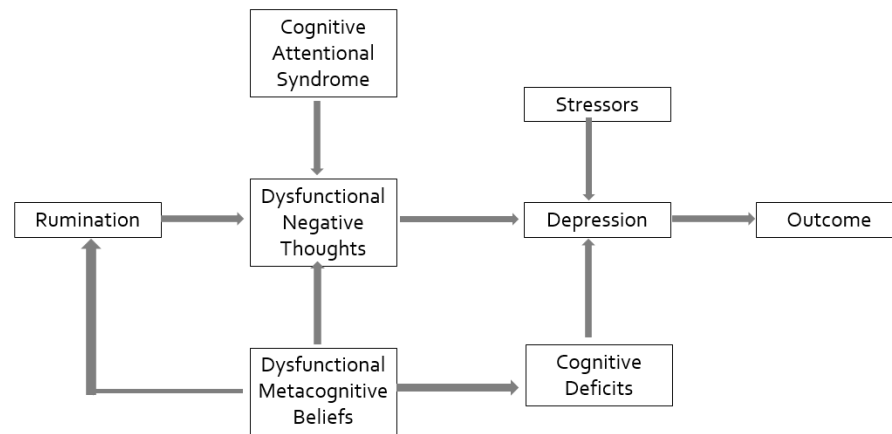 Cognitive
Attentional
Syndrome
Stressors
Rumination
Dysfunctional
Negative
Thoughts
Depression
Outcome
Dysfunctional
Metacognitive
Beliefs
Cognitive
Deficits